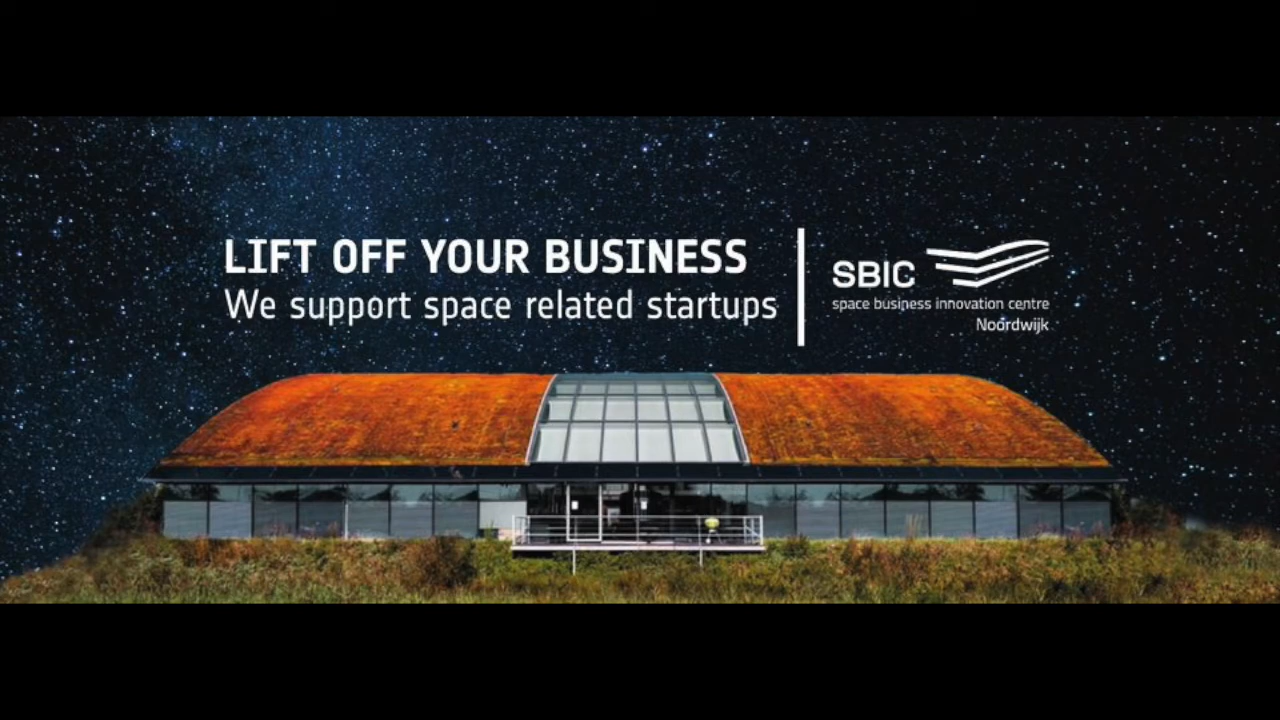 LIFT OFF YOUR BUSINESS
We support space related startups
SBIC
space business innovation centre
Noordwijk